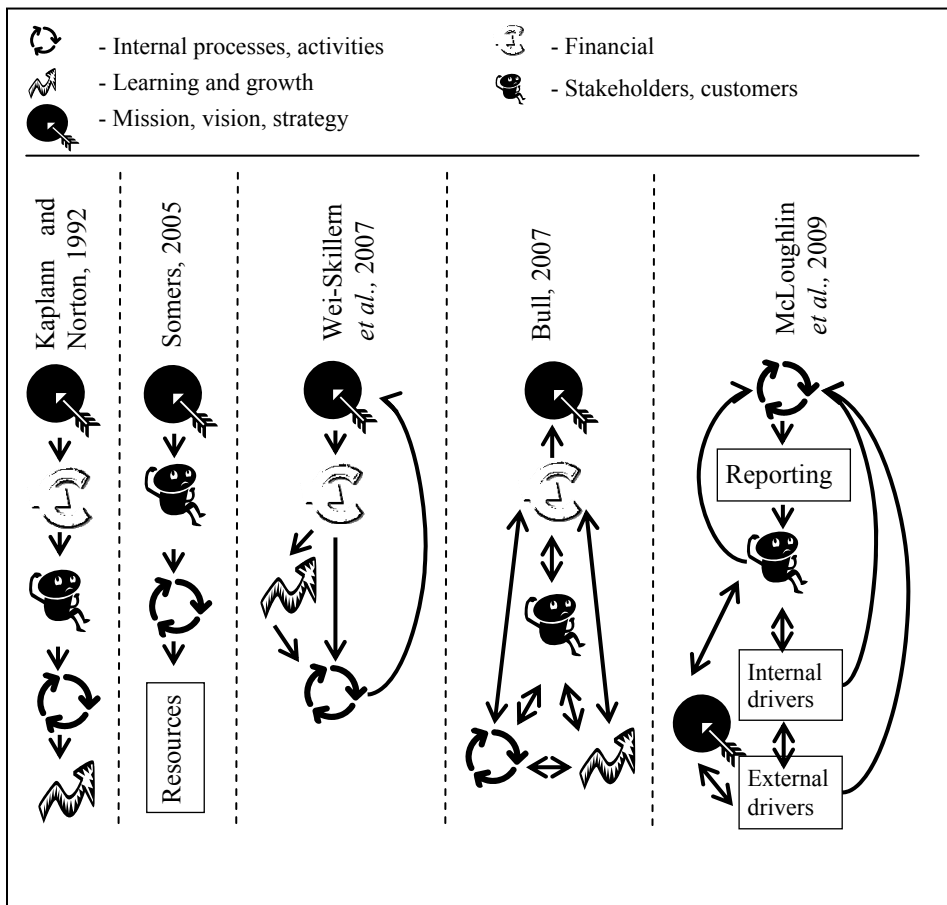 - Internal processes, activities
- Learning and growth
- Mission, vision, strategy
- Financial
- Stakeholders, customers
Kaplann and
Norton, 1992
Somers, 2005
Wei-Skillern
et al., 2007
Bull, 2007
McLoughlin
et al., 2009
Resources
Reporting
Internal
drivers
External
drivers